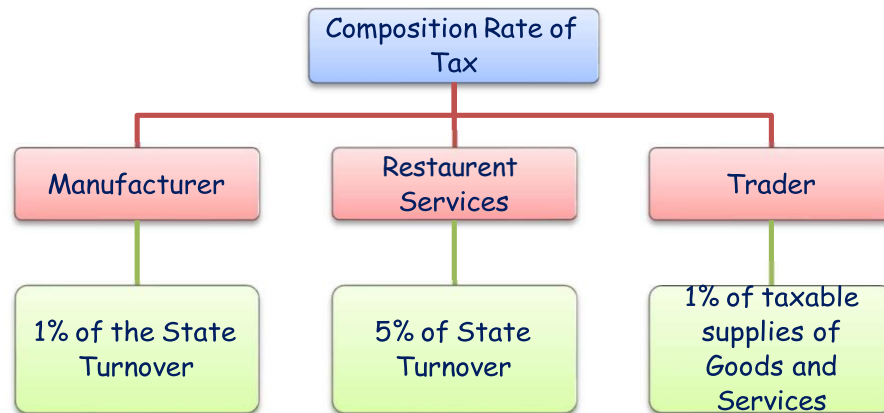 Composition Rate of
Tax
Manufacturer
Restaurent
Services
Trader
1% of the State
Turnover
5% of State
Turnover
1% of taxable
supplies of
Goods and
Services